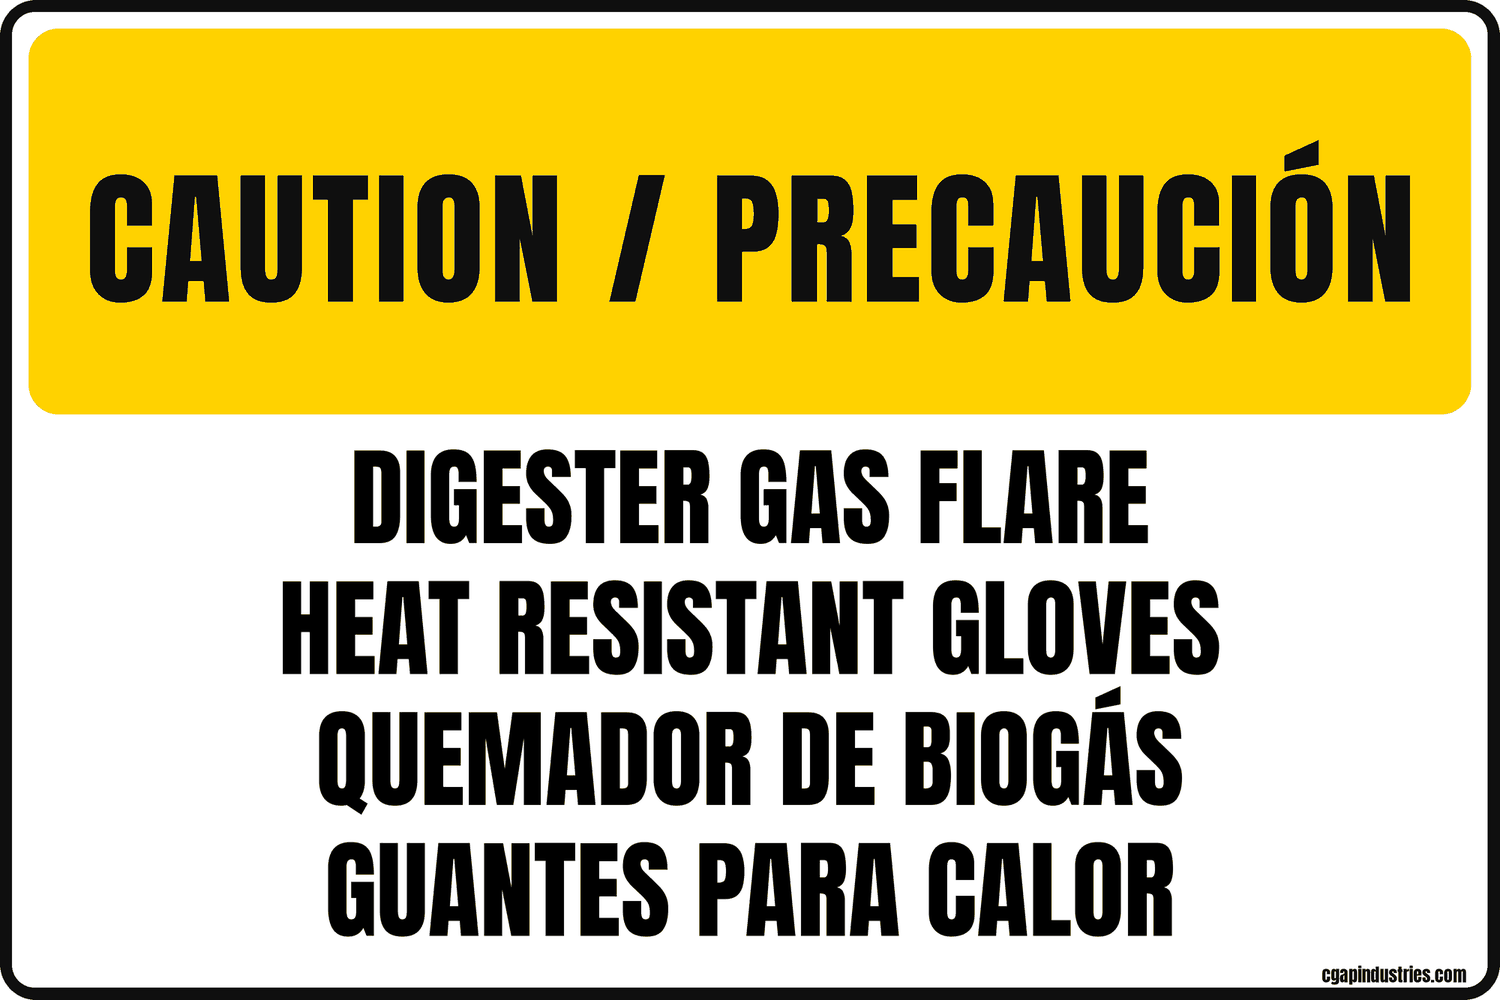 CAUTION / PRECAUCIÓN
DIGESTER GAS FLARE
HEAT RESISTANT GLOVES
QUEMADOR DE BIOGÁS
GUANTES PARA CALOR
cgapindustries.com